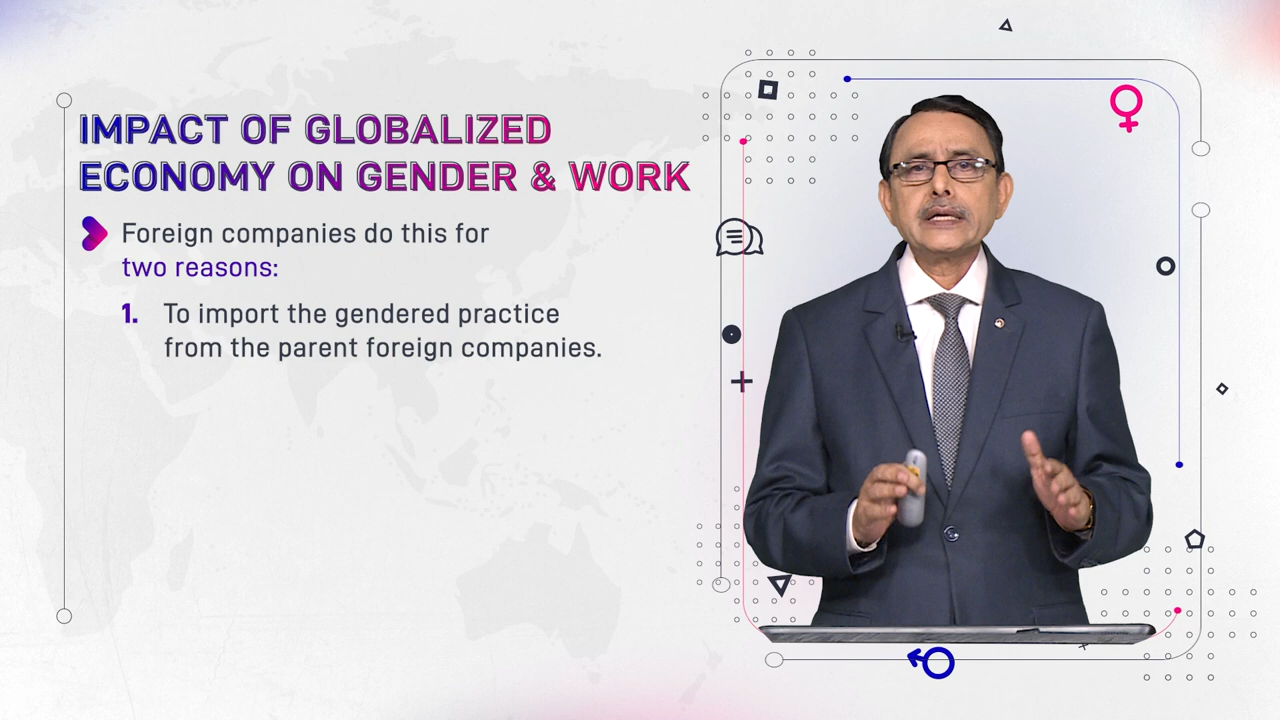 IMPACT OF GLOBALIZED
ECONOMY ON GENDER & WORK
Foreign companies do this for
two reasons:
1. To import the gendered practice
from the parent foreign companies.